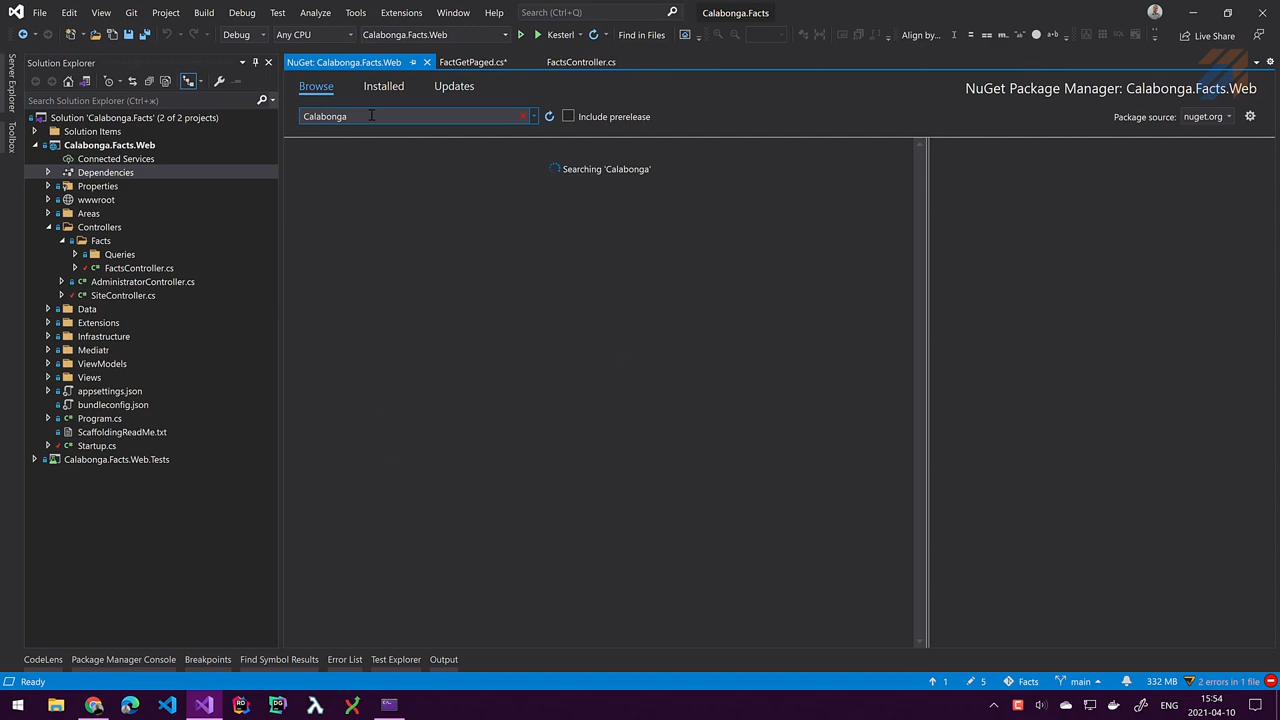 File Edit View Git Project Build Debug Test Analyze Tools Extensions Window Help Search (Ctrl+Q) Calabonga.Facts
Debug Any CPU Calabonga.Facts.Web Kestrel Find in Files Align by... Live Share
Server Explorer
Toolbox
Solution Explorer
Search Solution Explorer (Ctrl+ж)
Solution 'Calabonga.Facts' (2 of 2 projects)
Solution Items
Calabonga.Facts.Web
Connected Services
Dependencies
Properties
wwwroot
Areas
Controllers
Facts
Queries
FactsController.cs
AdministratorController.cs
SiteController.cs
Data
Extensions
Infrastructure
Mediatr
ViewModels
Views
appsettings.json
bundleconfig.json
Program.cs
ScaffoldingReadMe.txt
Startup.cs
Calabonga.Facts.Web.Tests
NuGet: Calabonga.Facts.Web FactGetPaged.cs* FactsController.cs
Browse Installed Updates NuGet Package Manager: Calabonga.Facts.Web
Calabonga Include prerelease Package source: nuget.org
Searching 'Calabonga'
CodeLens Package Manager Console Breakpoints Find Symbol Results Error List Test Explorer Output
Ready 1 5 Facts main 332 MB 2 errors in 1 file
ENG 15:54
2021-04-10